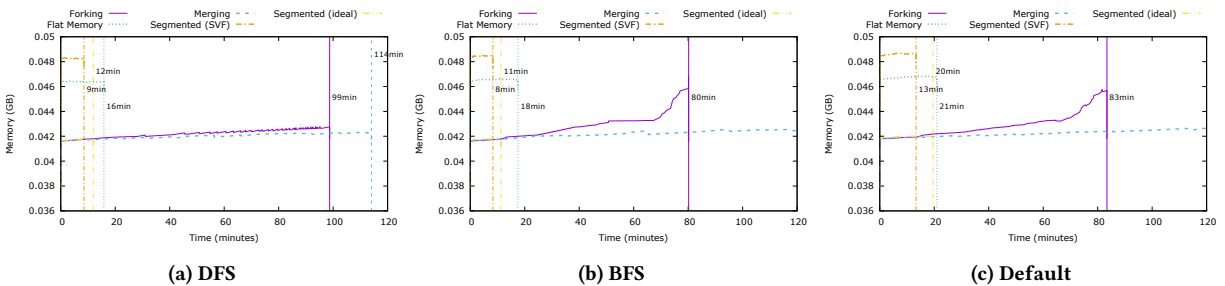 Forking Merging Segmented (ideal)
Flat Memory Segmented (SVF)
0.05
0.048
0.046
0.044
0.042
0.04
0.038
0.036
Memory (GB)
0 20 40 60 80 100 120
Time (minutes)
114min
12min
9min
16min
99min
(a) DFS
Forking Merging Segmented (ideal)
Flat Memory Segmented (SVF)
0.05
0.048
0.046
0.044
0.042
0.04
0.038
0.036
Memory (GB)
0 20 40 60 80 100 120
Time (minutes)
11min
8min
18min
80min
(b) BFS
Forking Merging Segmented (ideal)
Flat Memory Segmented (SVF)
0.05
0.048
0.046
0.044
0.042
0.04
0.038
0.036
Memory (GB)
0 20 40 60 80 100 120
Time (minutes)
20min
13min
21min
83min
(c) Default